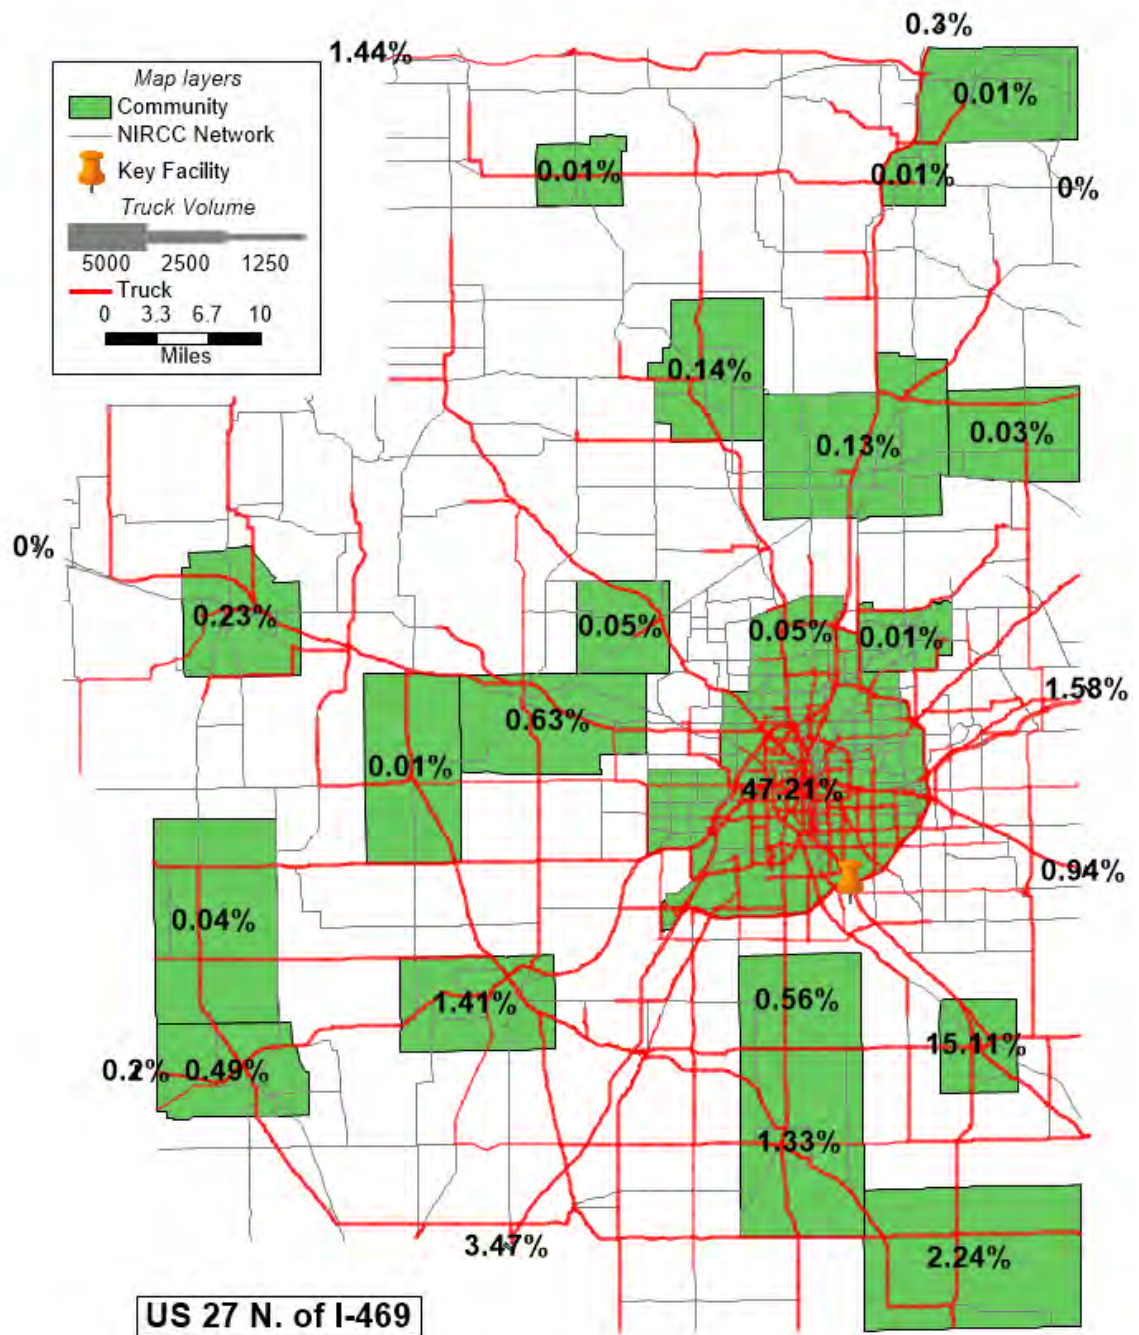 0.3%
1.44%
Map layers
Community
NIRCC Network
Key Facility
Truck Volume
5000 2500 1250
Truck
0 3.3 6.7 10
Miles
0.01%
0.01%
0.01%
0%
0.14%
0.13%
0.03%
0%
0.23%
0.05%
0.05%
0.01%
1.58%
0.63%
0.01%
47.21%
0.94%
0.04%
1.41%
0.56%
15.11%
0.2% 0.49%
1.33%
3.47%
2.24%
US 27 N. of I-469